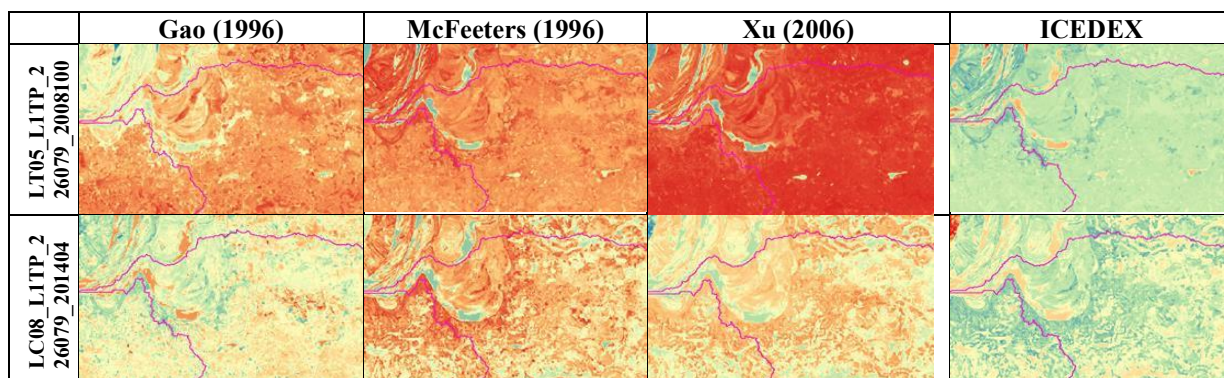 Gao (1996) McFeeters (1996) Xu (2006) ICEDEX
LT05_L1TP_2
26079_2008100
LC08_L1TP_2
26079_201404